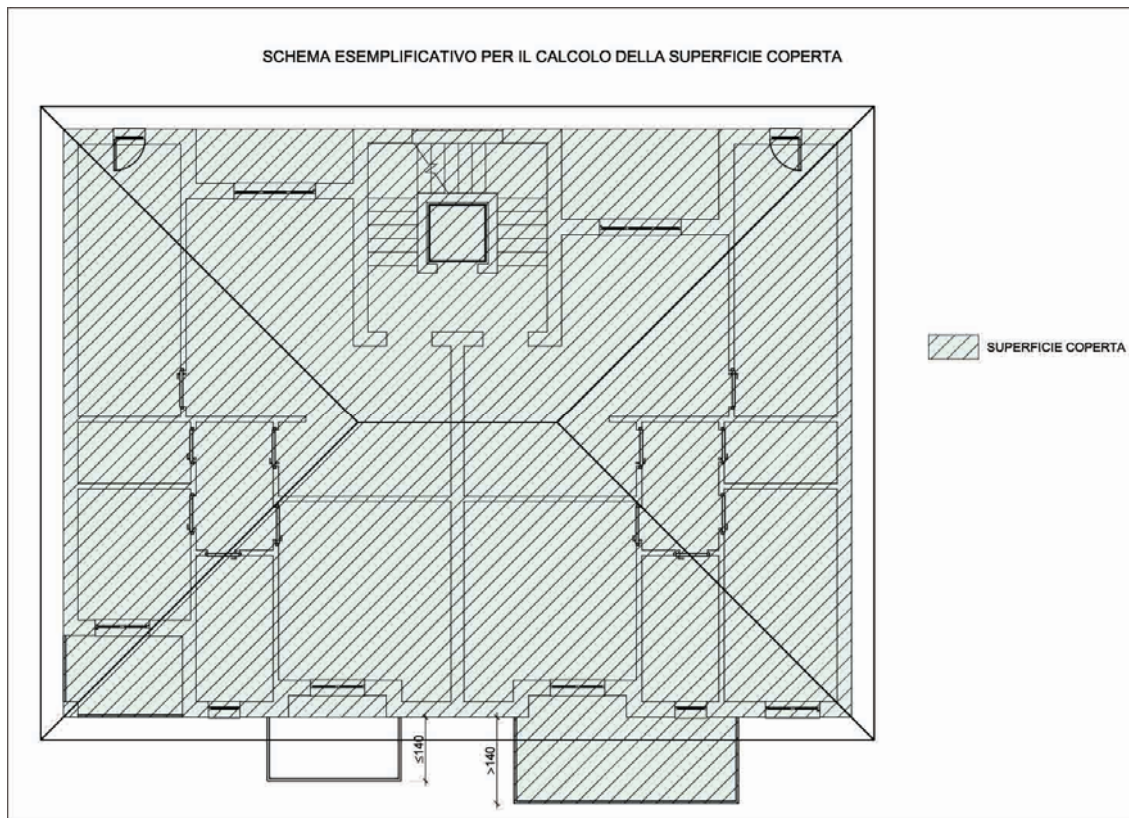 SCHEMA ESEMPLIFICATIVO PER IL CALCOLO DELLA SUPERFICIE COPERTA
SUPERFICIE COPERTA
≤140
>140